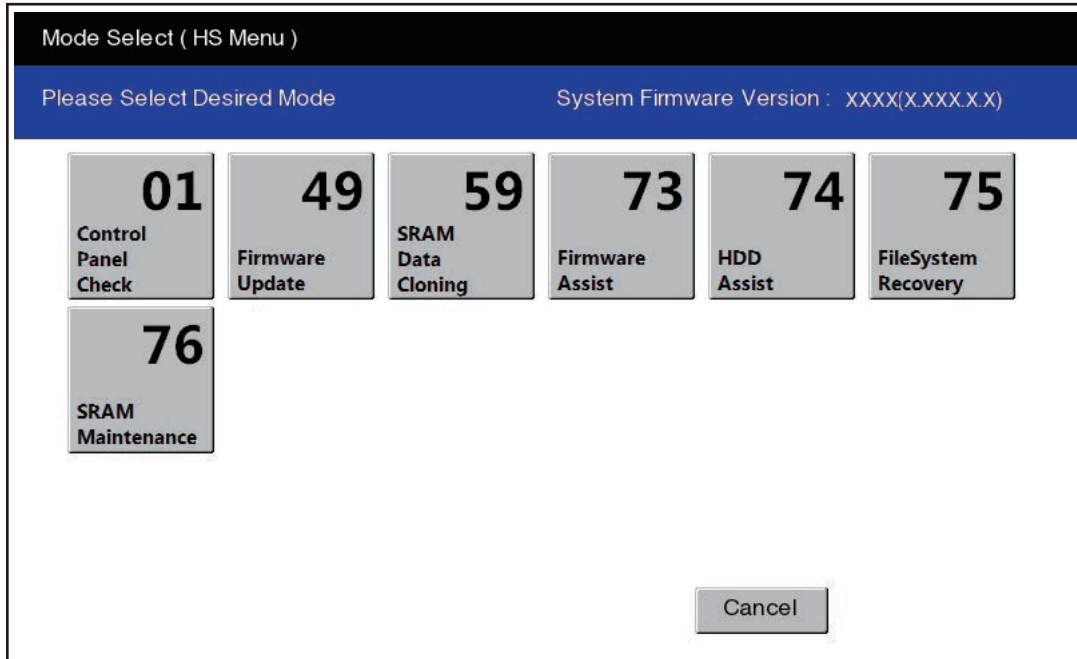 Mode Select ( HS Menu )
Please Select Desired Mode
System Firmware Version : XXXX(X.XXX.X.X)
01
Control
Panel
Check
49
Firmware
Update
59
SRAM
Data
Cloning
73
Firmware
Assist
74
HDD
Assist
75
FileSystem
Recovery
76
SRAM
Maintenance
Cancel